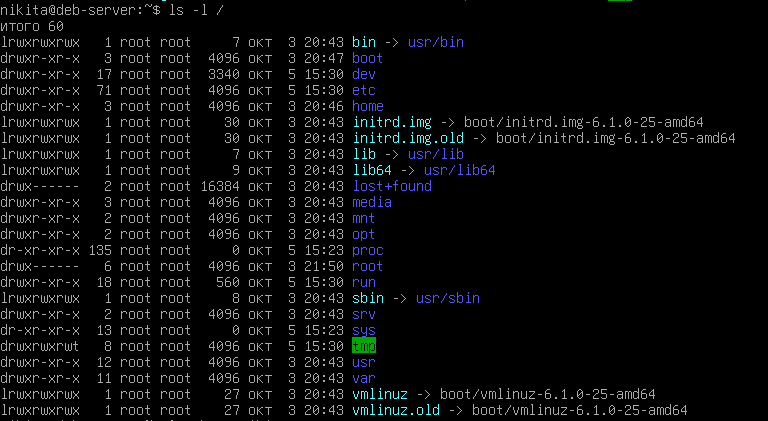 nikita@deb-server:~$ ls -l /
итого 60
lrwxrwxrwx   1 root root     7 окт  3 20:43 bin -> usr/bin
drwxr-xr-x   3 root root  4096 окт  3 20:47 boot
drwxr-xr-x  17 root root  3340 окт  5 15:30 dev
drwxr-xr-x  71 root root  4096 окт  5 15:30 etc
drwxr-xr-x   3 root root  4096 окт  3 20:46 home
lrwxrwxrwx   1 root root    30 окт  3 20:43 initrd.img -> boot/initrd.img-6.1.0-25-amd64
lrwxrwxrwx   1 root root    30 окт  3 20:43 initrd.img.old -> boot/initrd.img-6.1.0-25-amd64
lrwxrwxrwx   1 root root     7 окт  3 20:43 lib -> usr/lib
lrwxrwxrwx   1 root root     9 окт  3 20:43 lib64 -> usr/lib64
drwx------   2 root root 16384 окт  3 20:43 lost+found
drwxr-xr-x   3 root root  4096 окт  3 20:43 media
drwxr-xr-x   2 root root  4096 окт  3 20:43 mnt
drwxr-xr-x   2 root root  4096 окт  3 20:43 opt
dr-xr-xr-x 135 root root     0 окт  5 15:23 proc
drwx------   6 root root  4096 окт  3 21:50 root
drwxr-xr-x  18 root root   560 окт  5 15:30 run
lrwxrwxrwx   1 root root     8 окт  3 20:43 sbin -> usr/sbin
drwxr-xr-x   2 root root  4096 окт  3 20:43 srv
dr-xr-xr-x  13 root root     0 окт  5 15:23 sys
drwxrwxrwt   8 root root  4096 окт  5 15:30 tmp
drwxr-xr-x  12 root root  4096 окт  3 20:43 usr
drwxr-xr-x  11 root root  4096 окт  3 20:43 var
lrwxrwxrwx   1 root root    27 окт  3 20:43 vmlinuz -> boot/vmlinuz-6.1.0-25-amd64
lrwxrwxrwx   1 root root    27 окт  3 20:43 vmlinuz.old -> boot/vmlinuz-6.1.0-25-amd64